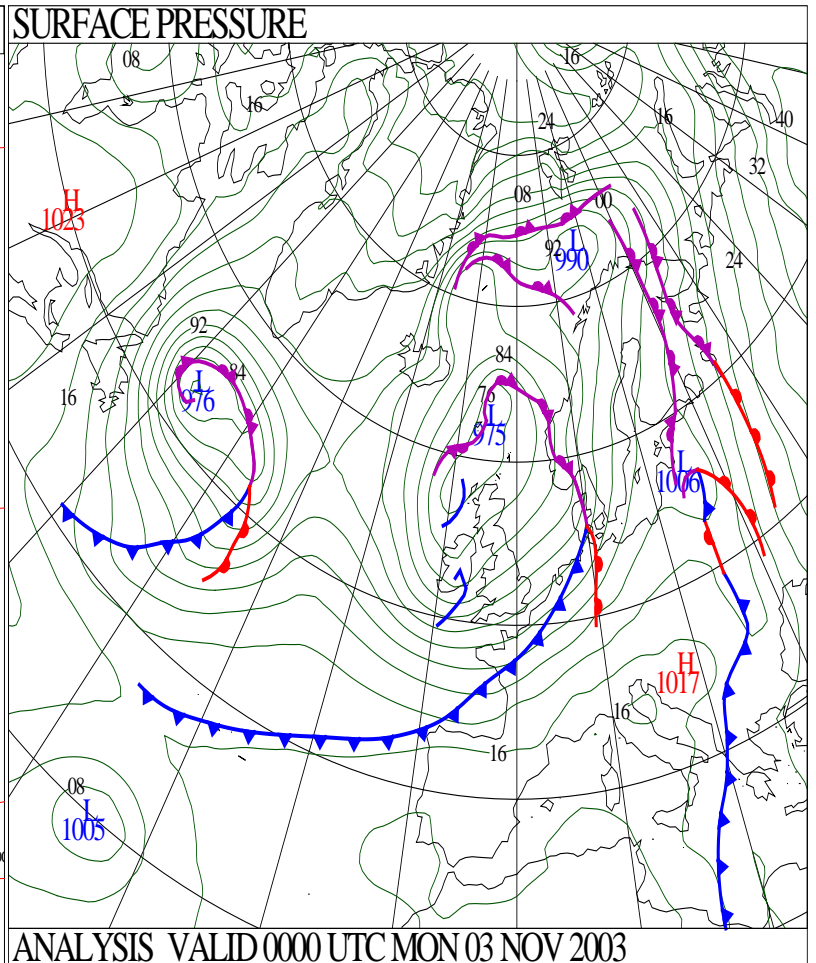 SURFACE PRESSURE
08
16
16
24
16
40
H
1023
32
08
00
L
92
990
24
92
84
84
L
976
16
76
L
975
L
1006
H
1017
16
16
08
L
1005
ANALYSIS VALID 0000 UTC MON 03 NOV 2003